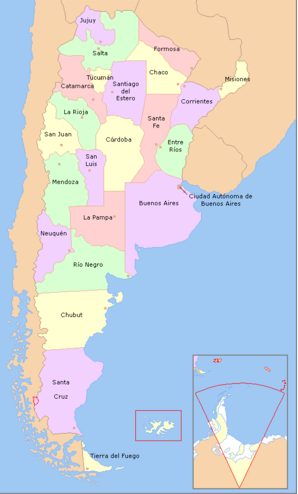 Jujuy
Salta
Formosa
Tucumán
Chaco
Misiones
Catamarca
Santiago
del
Estero
Corrientes
La Rioja
Santa
Fe
San Juan
Córdoba
Entre
Ríos
San
Luis
Mendoza
Ciudad Autónoma de
Buenos Aires
Buenos Aires
La Pampa
Neuquén
Río Negro
Chubut
Santa
Cruz
Tierra del Fuego